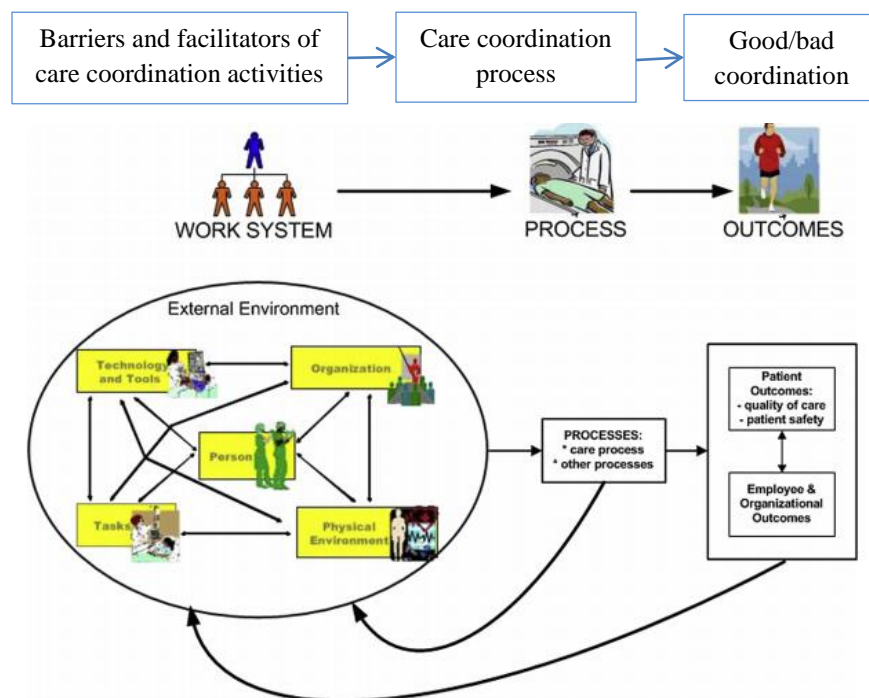 Barriers and facilitators of
care coordination activities
Care coordination
process
Good/bad
coordination
WORK SYSTEM
PROCESS
OUTCOMES
External Environment
Technology
and Tools
Organization
Person
Tasks
Physical
Environment
PROCESSES:
* care process
* other processes
Patient
Outcomes:
- quality of care
- patient safety
Employee &
Organizational
Outcomes